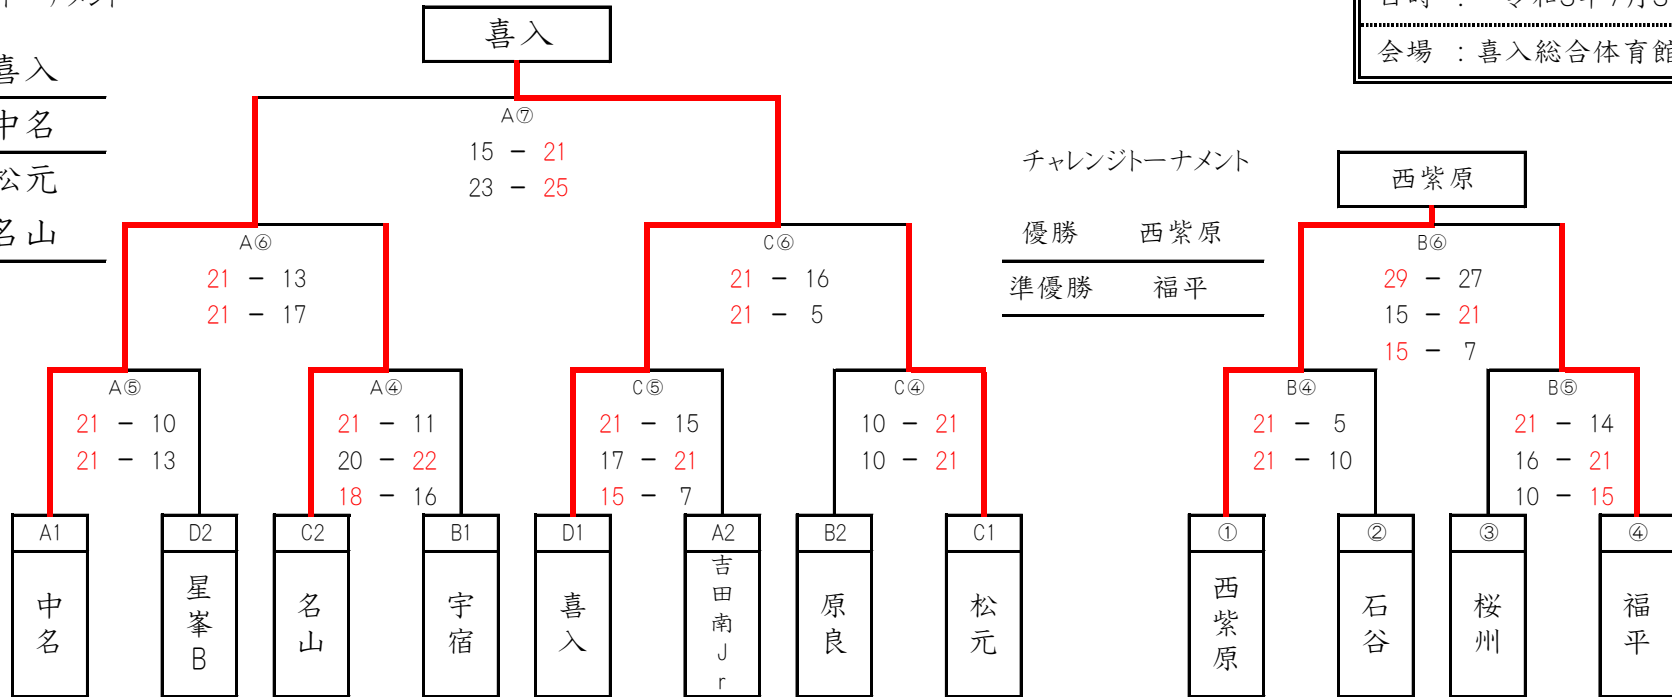 喜入
喜入
中名
松元
名山
会場 ：喜入総合体育館
A⑦
15 － 21
23 － 25
チャレンジトーナメント
西紫原
優勝 西紫原
準優勝 福平
A⑥
21 － 13
21 － 17
C⑥
21 － 16
21 － 5
B⑥
29 － 27
15 － 21
15 － 7
A⑤
21 － 10
21 － 13
A④
21 － 11
20 － 22
18 － 16
C⑤
21 － 15
17 － 21
15 － 7
C④
10 － 21
10 － 21
B④
21 － 5
21 － 10
B⑤
21 － 14
16 － 21
10 － 15
A1
D2
C2
B1
D1
A2
B2
C1
①
②
③
④
中名
星峯B
名山
宇宿
喜入
吉田南Jr
原良
松元
西紫原
石谷
桜州
福平